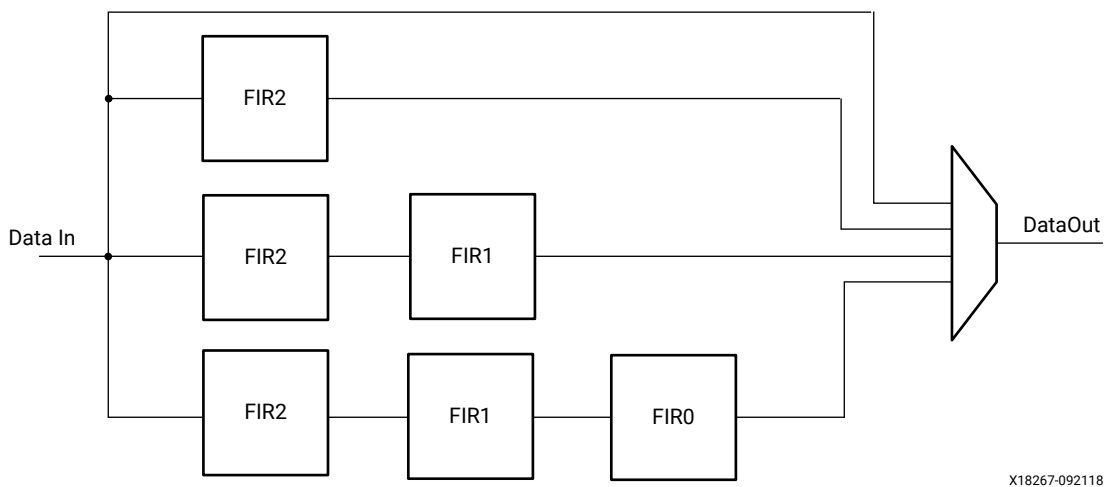 FIR2
Data In
FIR2
FIR1
DataOut
FIR2
FIR1
FIR0
X18267-092118